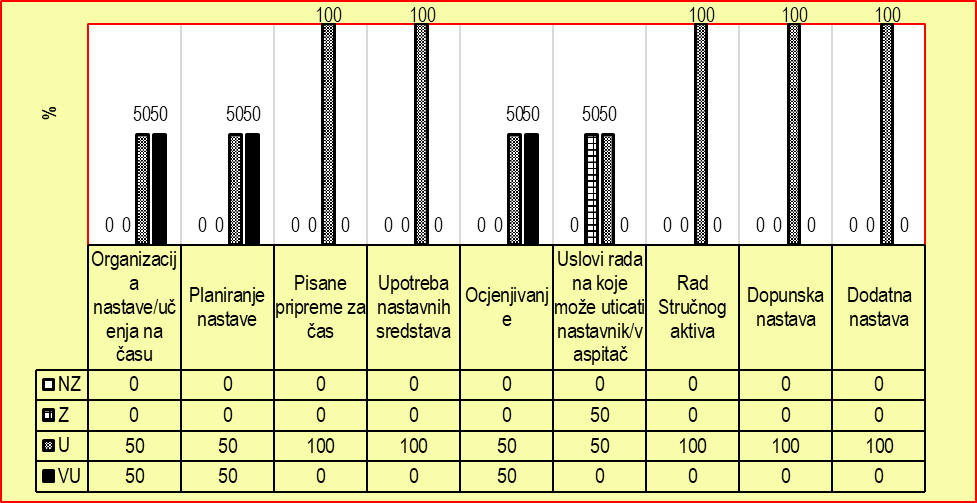 100 100 100 100 100
%
5050 5050 5050 5050
0 0 0 0 0 0 0 0 0 0 0 0 0 0 0 0 0 0 0 0 0 0 0
Organizacij
a
nastave/uč
enja na
času
Planiranje
nastave
Pisane
pripreme za
čas
Upotreba
nastavnih
sredstava
Ocjenjivanj
e
Uslovi rada
na koje
može uticati
nastavnik/v
aspitač
Rad
Stručnog
aktiva
Dopunska
nastava
Dodatna
nastava
NZ 0 0 0 0 0 0 0 0 0
Z 0 0 0 0 0 50 0 0 0
U 50 50 100 100 50 50 100 100 100
VU 50 50 0 0 50 0 0 0 0